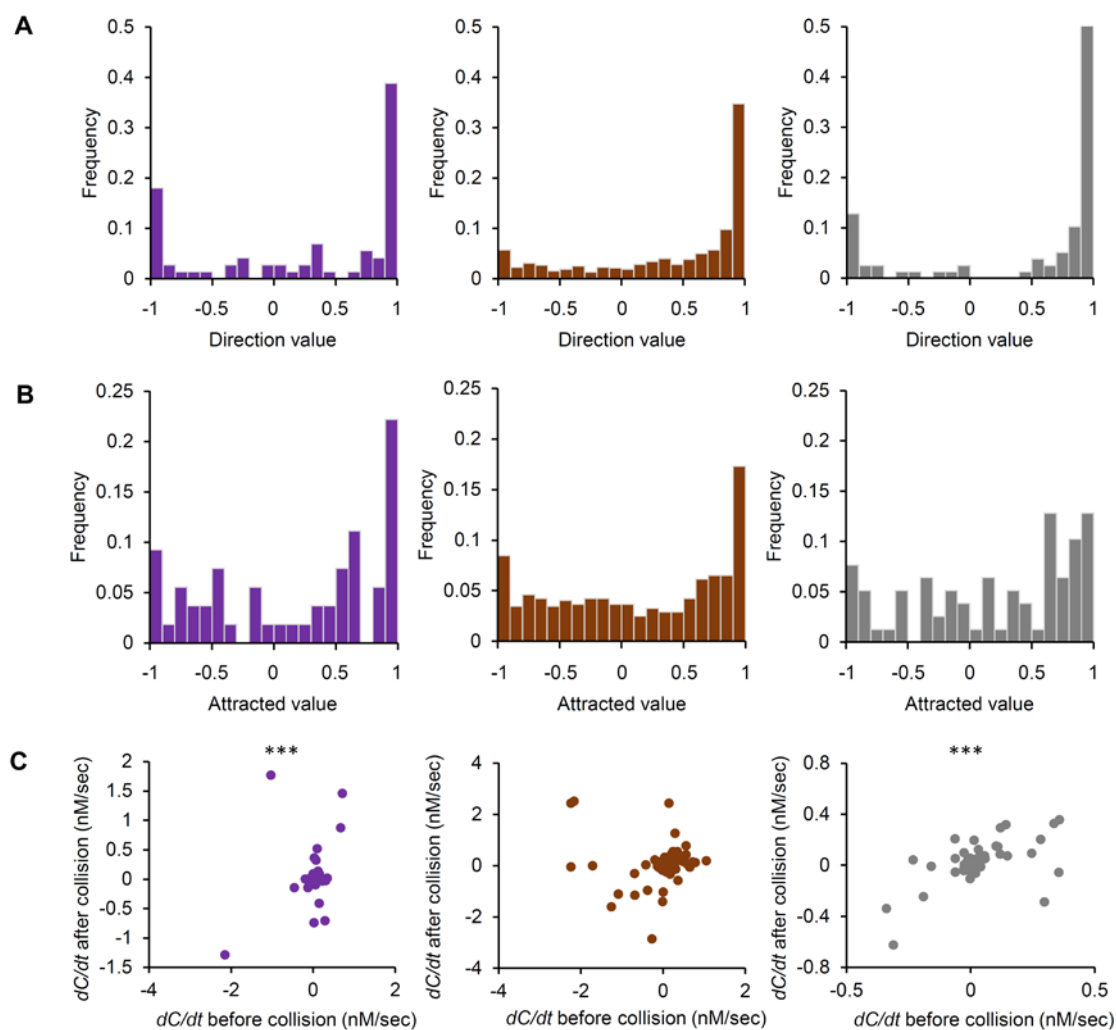 A
Frequency
0.5
0.4
0.3
0.2
0.1
0
-1 -0.5 0 0.5 1
Direction value
Frequency
0.5
0.4
0.3
0.2
0.1
0
-1 -0.5 0 0.5 1
Direction value
Frequency
0.5
0.4
0.3
0.2
0.1
0
-1 -0.5 0 0.5 1
Direction value
B
Frequency
0.25
0.2
0.15
0.1
0.05
0
-1 -0.5 0 0.5 1
Attracted value
Frequency
0.25
0.2
0.15
0.1
0.05
0
-1 -0.5 0 0.5 1
Attracted value
Frequency
0.25
0.2
0.15
0.1
0.05
0
-1 -0.5 0 0.5 1
Attracted value
C
***
dC/dt after collision (nM/sec)
2
1.5
1
0.5
0
-0.5
-1
-1.5
-4 -2 0 2
dC/dt before collision (nM/sec)
dC/dt after collision (nM/sec)
4
2
0
-2
-4
-4 -2 0 2
dC/dt before collision (nM/sec)
***
dC/dt after collision (nM/sec)
0.8
0.4
0
-0.4
-0.8
-0.5 0 0.5
dC/dt before collision (nM/sec)